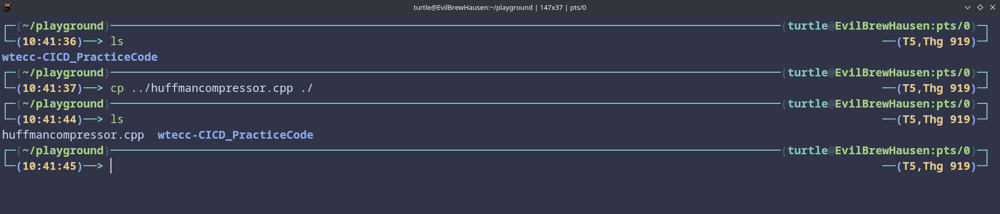 turtle@EvilBrewHausen:~/playground | 147x37 | pts/0
(~/playground) (turtle@EvilBrewHausen:pts/0)
(10:41:36)──> ls (T5,Thg 919)
wtecc-CICD_PracticeCode
(~/playground) (turtle@EvilBrewHausen:pts/0)
(10:41:37)──> cp ../huffmancompressor.cpp ./ (T5,Thg 919)
(~/playground) (turtle@EvilBrewHausen:pts/0)
(10:41:44)──> ls (T5,Thg 919)
huffmancompressor.cpp wtecc-CICD_PracticeCode
(~/playground) (turtle@EvilBrewHausen:pts/0)
(10:41:45)──> (T5,Thg 919)